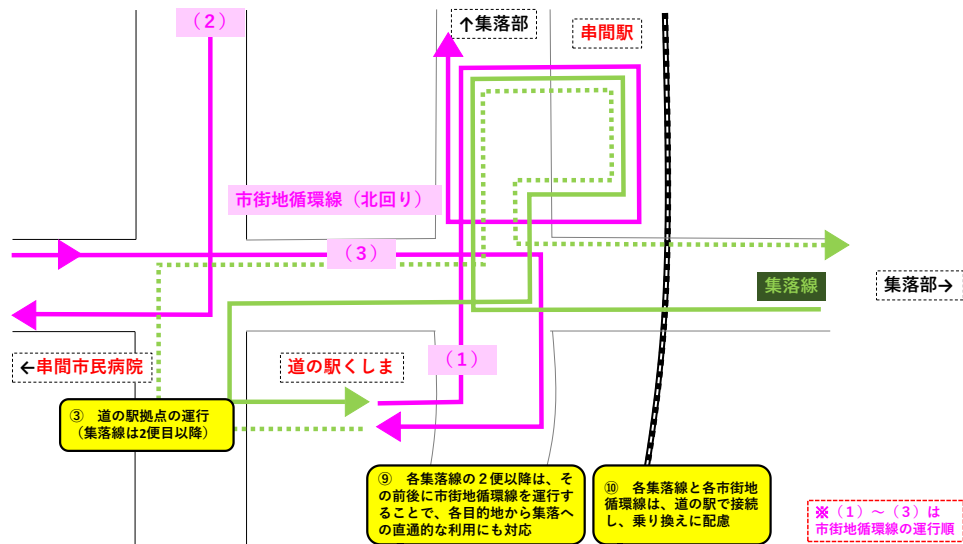 （２）
↑集落部
串間駅
市街地循環線（北回り）
（３）
集落線
集落部→
←串間市民病院
道の駅くしま
（１）
③　道の駅拠点の運行
（集落線は2便目以降）
⑨　各集落線の２便以降は、そ
の前後に市街地循環線を運行す
ることで、各目的地から集落へ
の直通的な利用にも対応
⑩　各集落線と各市街地
循環線は、道の駅で接続
し、乗り換えに配慮
※（１）～（３）は
市街地循環線の運行順